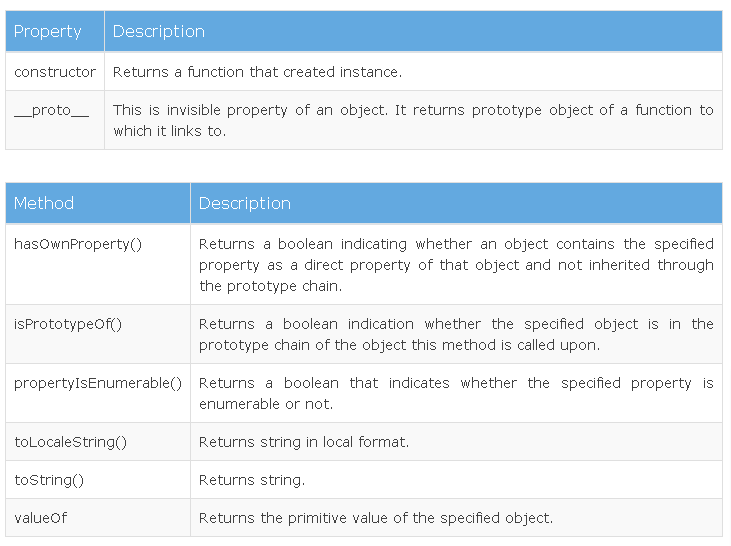 Property Description
constructor Returns a function that created instance.
__proto__ This is invisible property of an object. It returns prototype object of a function to
which it links to.
Method Description
hasOwnProperty() Returns a boolean indicating whether an object contains the specified
property as a direct property of that object and not inherited through
the prototype chain.
isPrototypeOf() Returns a boolean indication whether the specified object is in the
prototype chain of the object this method is called upon.
propertyIsEnumerable() Returns a boolean that indicates whether the specified property is
enumerable or not.
toLocaleString() Returns string in local format.
toString() Returns string.
valueOf Returns the primitive value of the specified object.